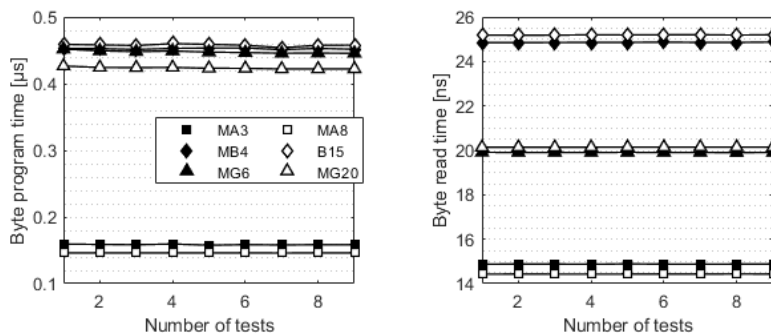 Byte program time [µs]
0.5
0.4
0.3
0.2
0.1
MA3 MA8
MB4 B15
MG6 MG20
2 4 6 8
Number of tests
Byte read time [ns]
26
24
22
20
18
16
14
2 4 6 8
Number of tests